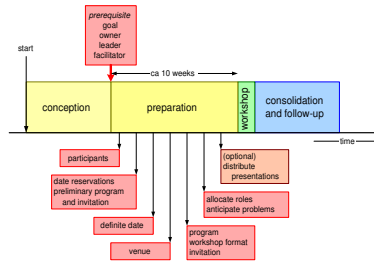 prerequisite
goal
owner
leader
facilitator
start
ca 10 weeks
conception
preparation
workshop
consolidation
and follow-up
time
participants
(optional)
distribute
presentations
date reservations
preliminary program
and invitation
allocate roles
anticipate problems
definite date
program
workshop format
invitation
venue